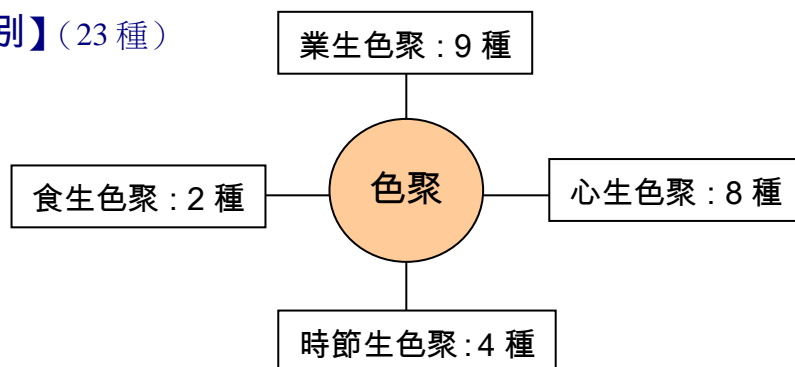 別】（23 種）
業生色聚 : 9 種
食生色聚 : 2 種
色聚
心生色聚 : 8 種
時節生色聚 : 4 種